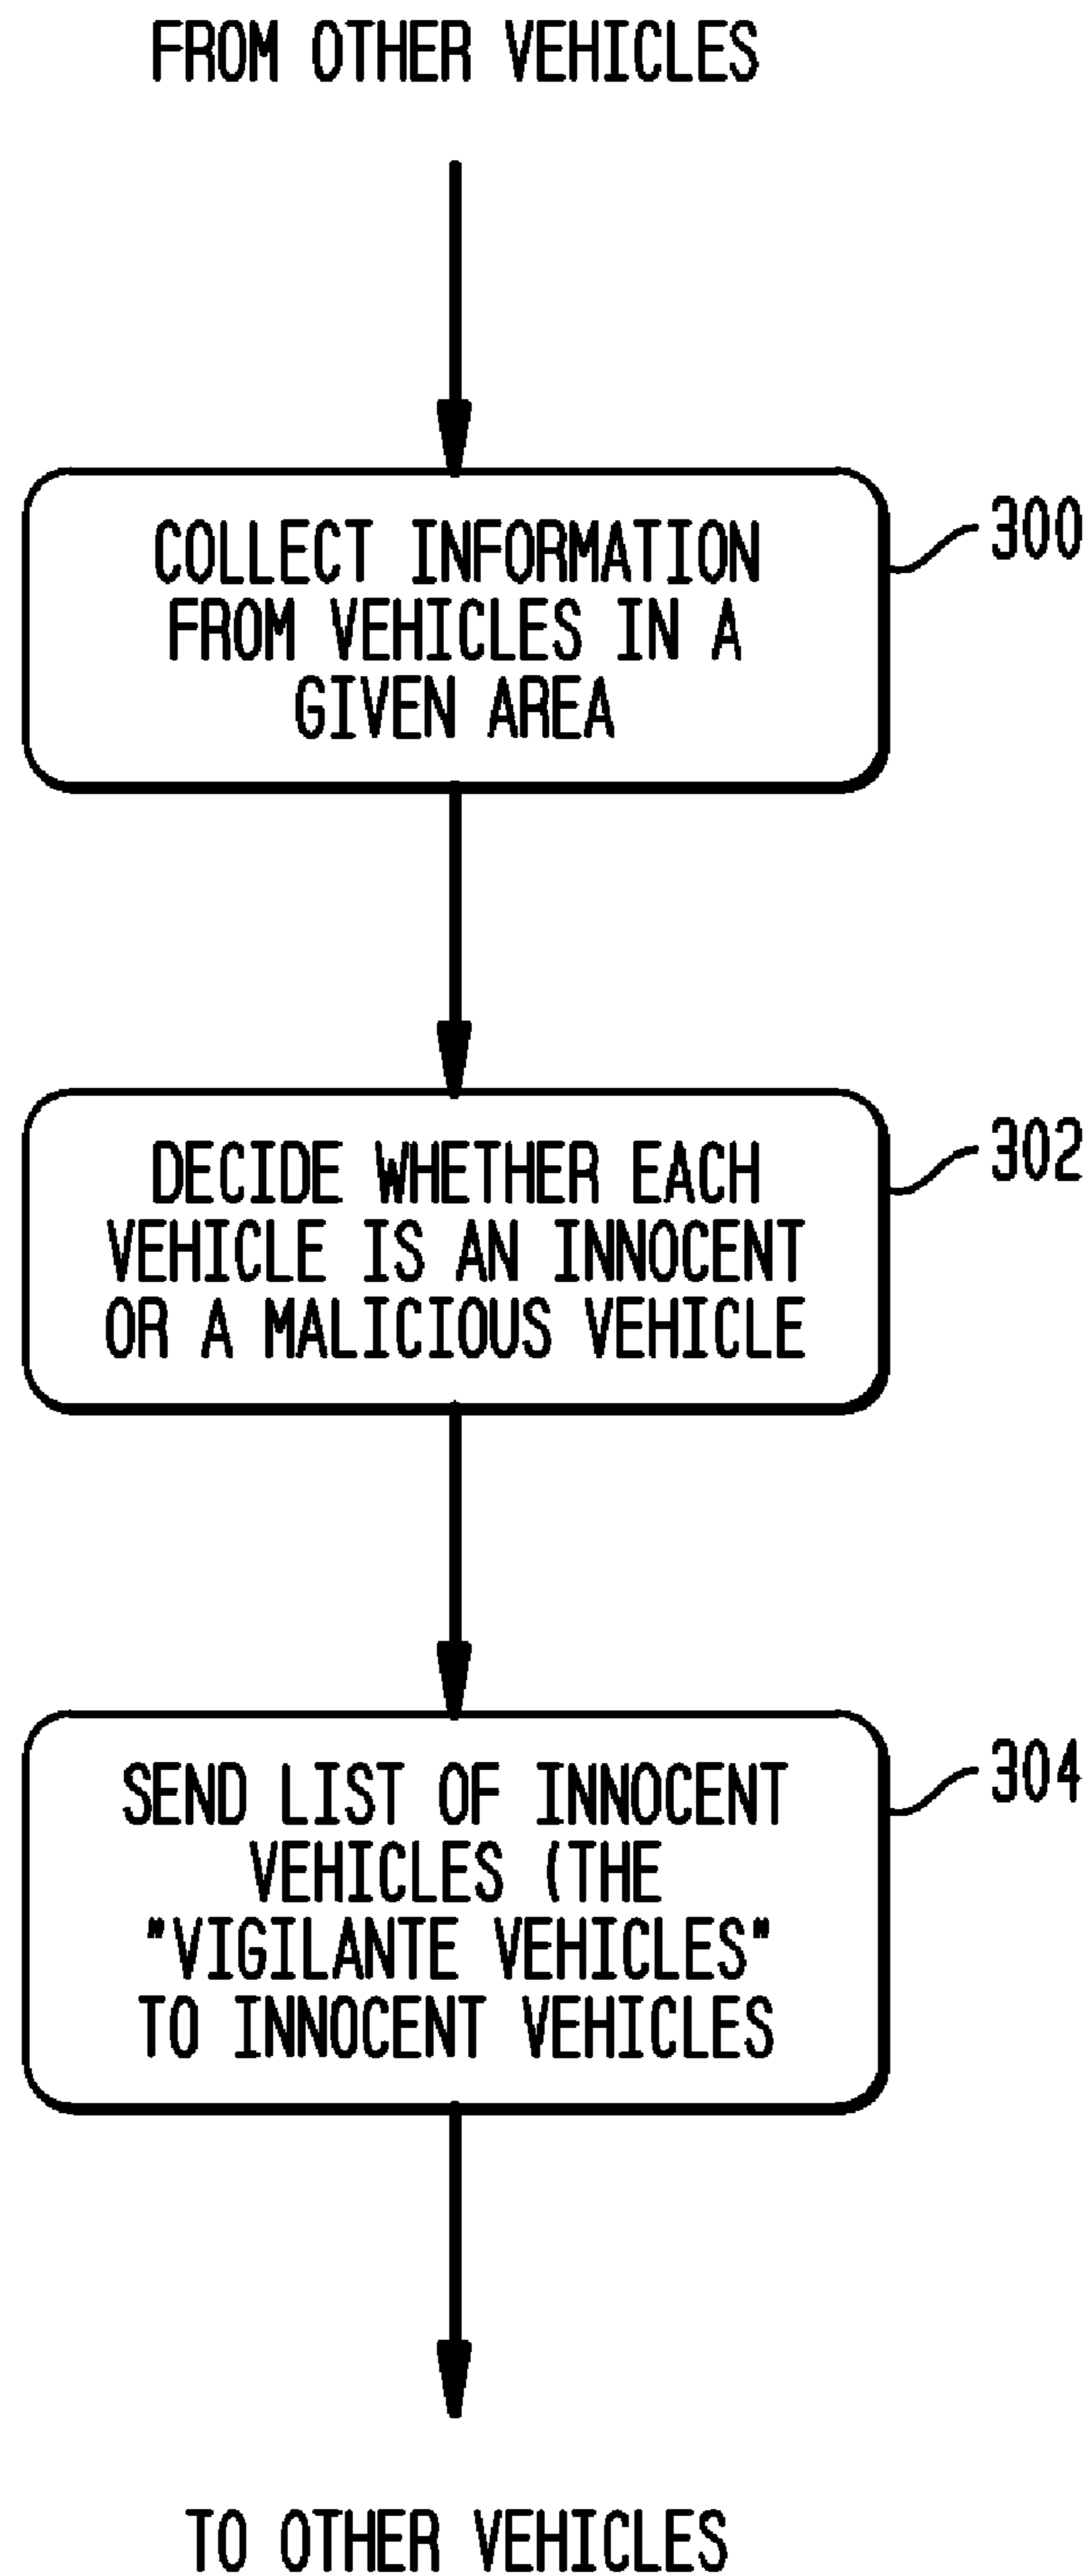 FROM OTHER VEHICLES
COLLECT INFORMATION
FROM VEHICLES IN A
GIVEN AREA
300
DECIDE WHETHER EACH
VEHICLE IS AN INNOCENT
OR A MALICIOUS VEHICLE
302
SEND LIST OF INNOCENT
VEHICLES (THE
"VIGILANTE VEHICLES"
TO INNOCENT VEHICLES
304
TO OTHER VEHICLES